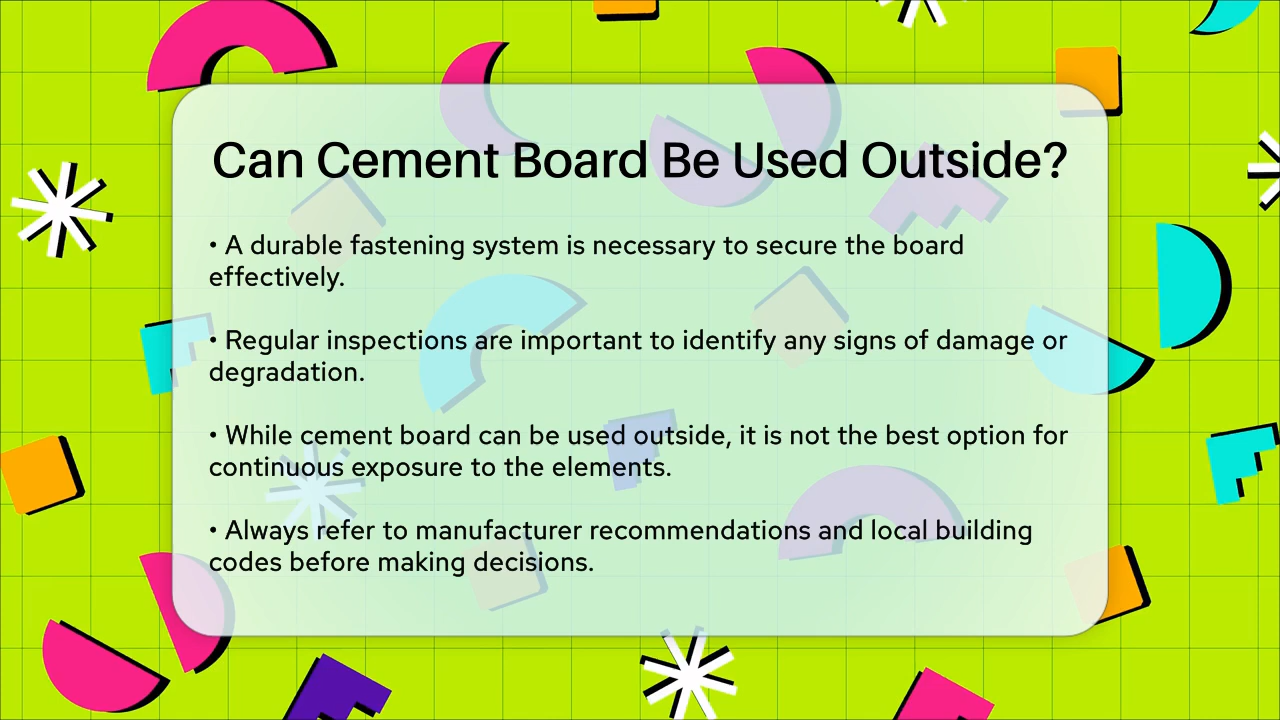 Can Cement Board Be Used Outside?
• A durable fastening system is necessary to secure the board
effectively.
• Regular inspections are important to identify any signs of damage or
degradation.
• While cement board can be used outside, it is not the best option for
continuous exposure to the elements.
• Always refer to manufacturer recommendations and local building
codes before making decisions.